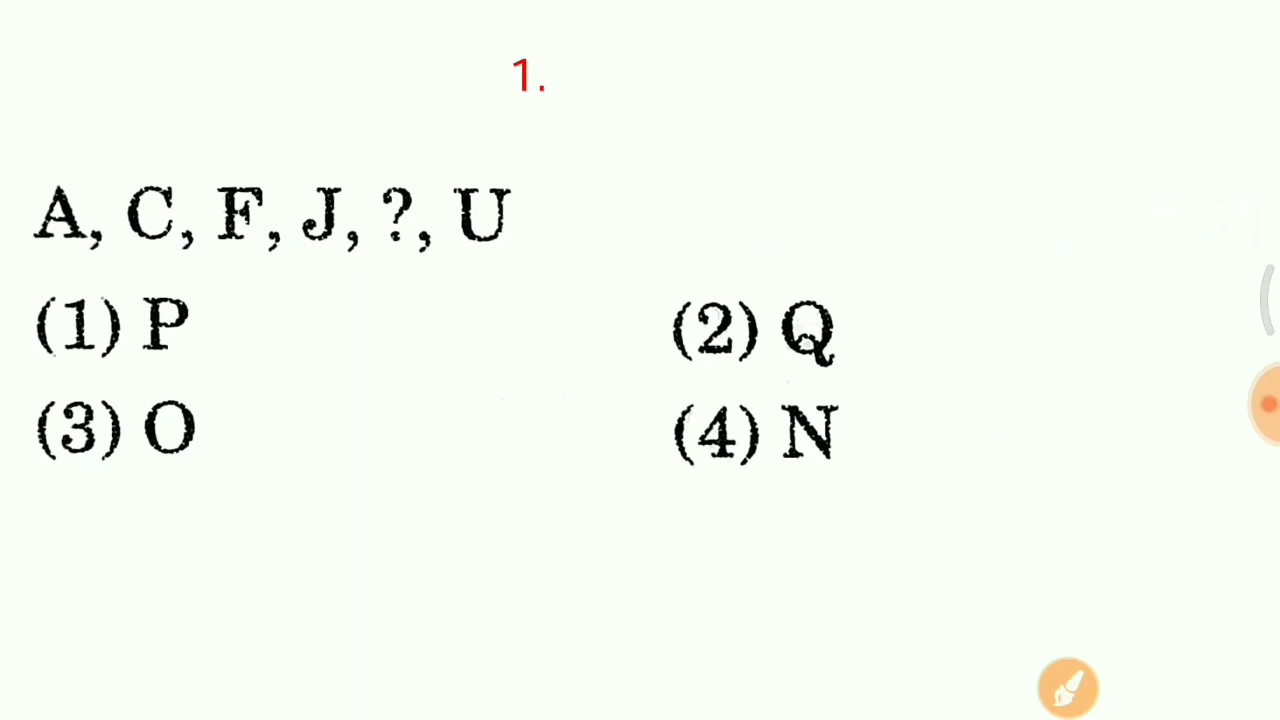 1.
A, C, F, J, ?, U
(1) P (2) Q
(3) O (4) N